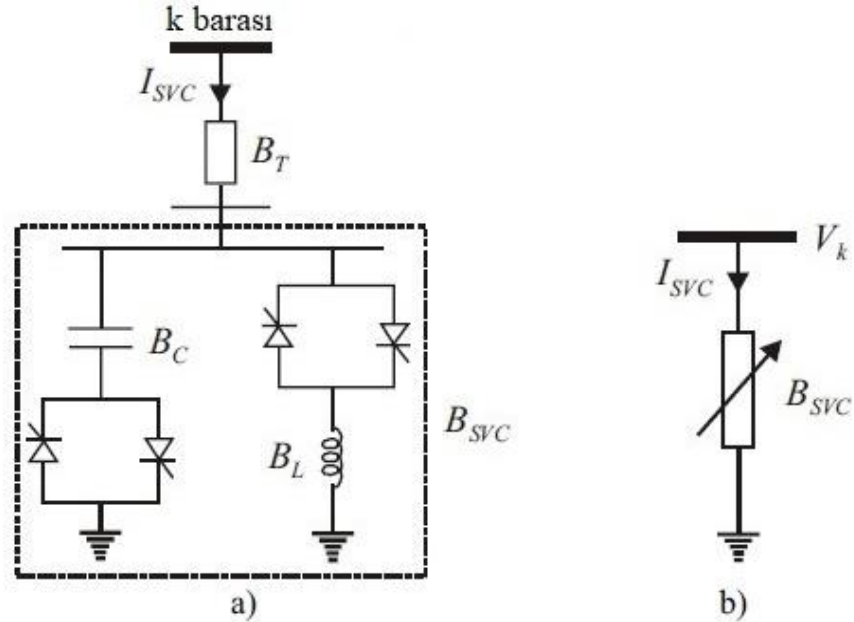 k barası
I_SVC
B_T
B_C
B_L
B_SVC
a)
V_k
I_SVC
B_SVC
b)